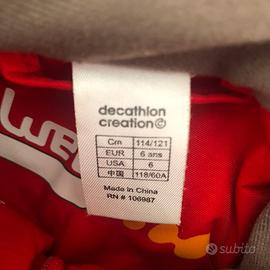 we
decathlon
creation©
Cm 114/121
EUR 6 ans
USA 6
中国 118/60A
Made in China
RN # 106987
subito